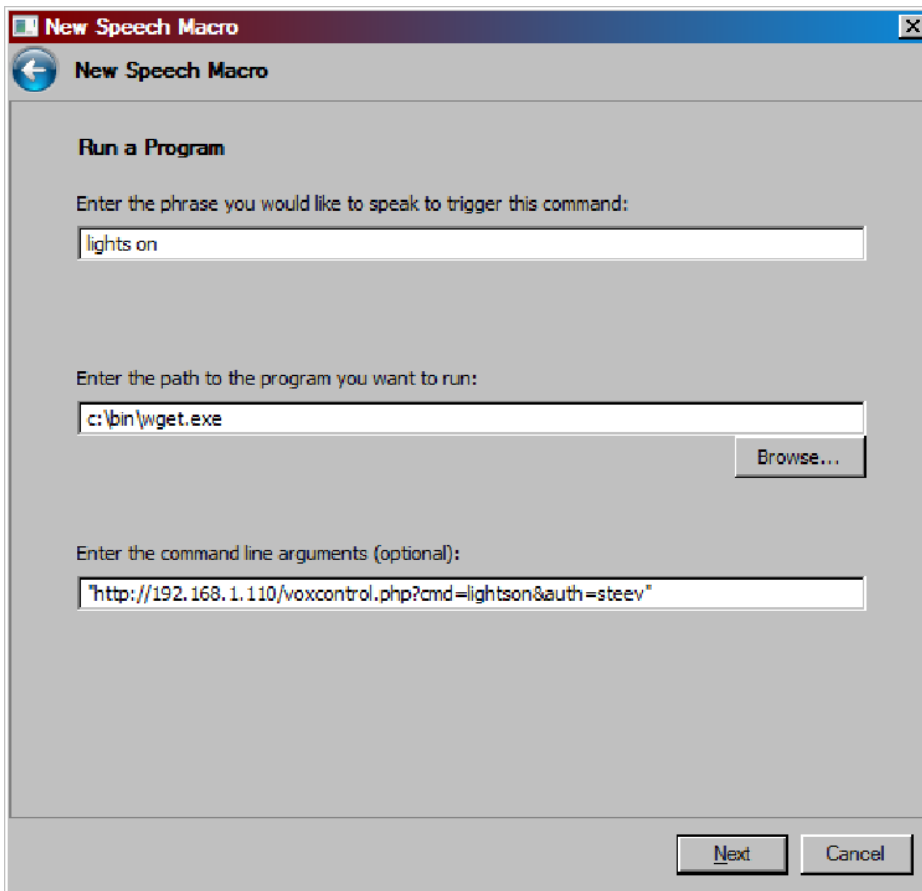 New Speech Macro
New Speech Macro
Run a Program
Enter the phrase you would like to speak to trigger this command:
lights on
Enter the path to the program you want to run:
c:\bin\wget.exe
Browse...
Enter the command line arguments (optional):
"http://192.168.1.110/voxcontrol.php?cmd=lightson&auth=steev"
Next Cancel